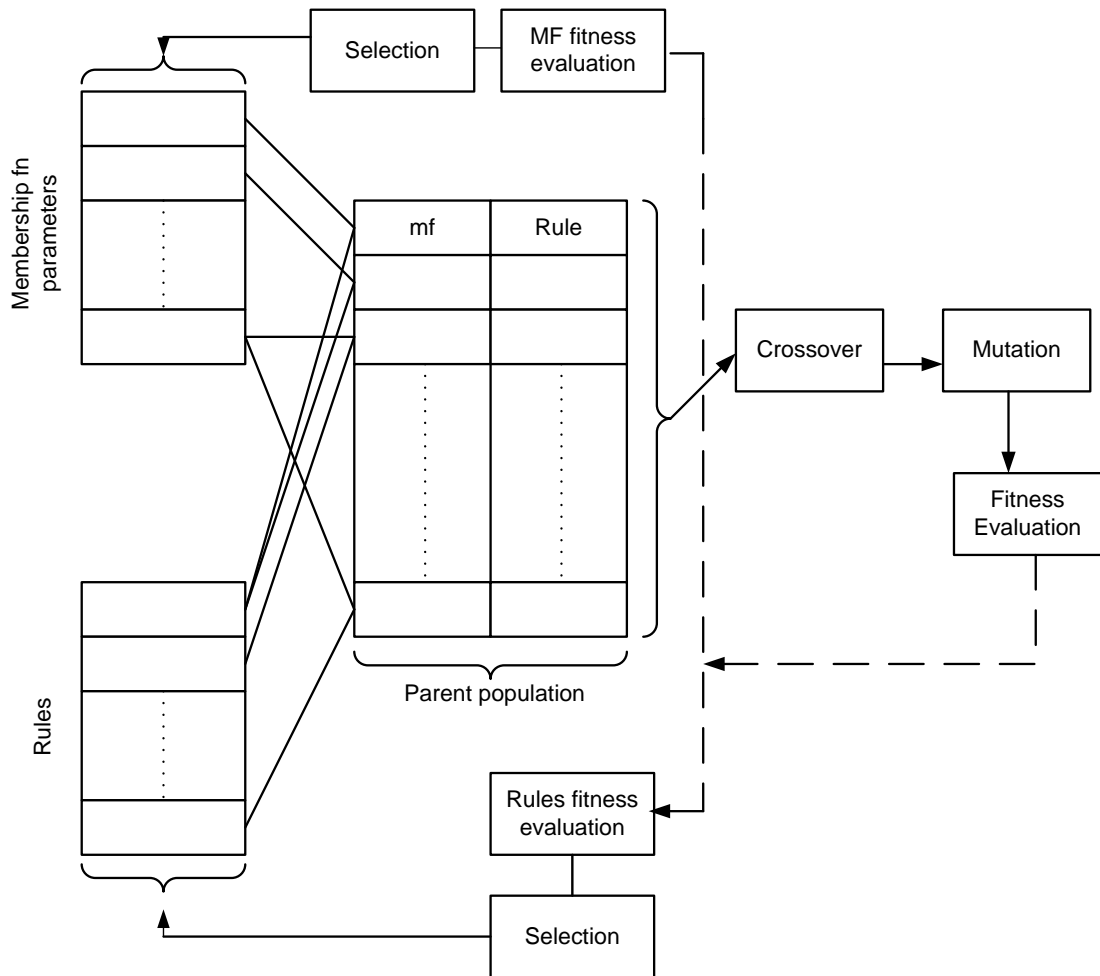 Selection
MF fitness
evaluation
Membership fn
parameters
mf
Rule
Crossover
Mutation
Fitness
Evaluation
Parent population
Rules
Rules fitness
evaluation
Selection